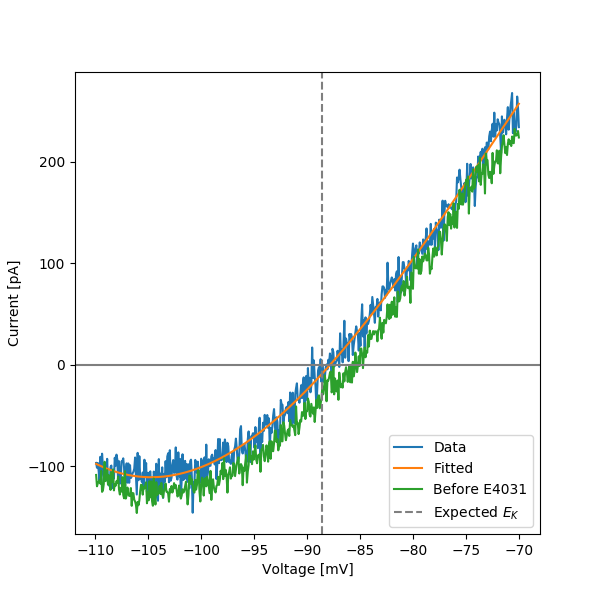 200
100
0
−100
Current [pA]
−110
−105
−100
−95
−90
−85
−80
−75
−70
Voltage [mV]
Data
Fitted
Before E4031
Expected E_K